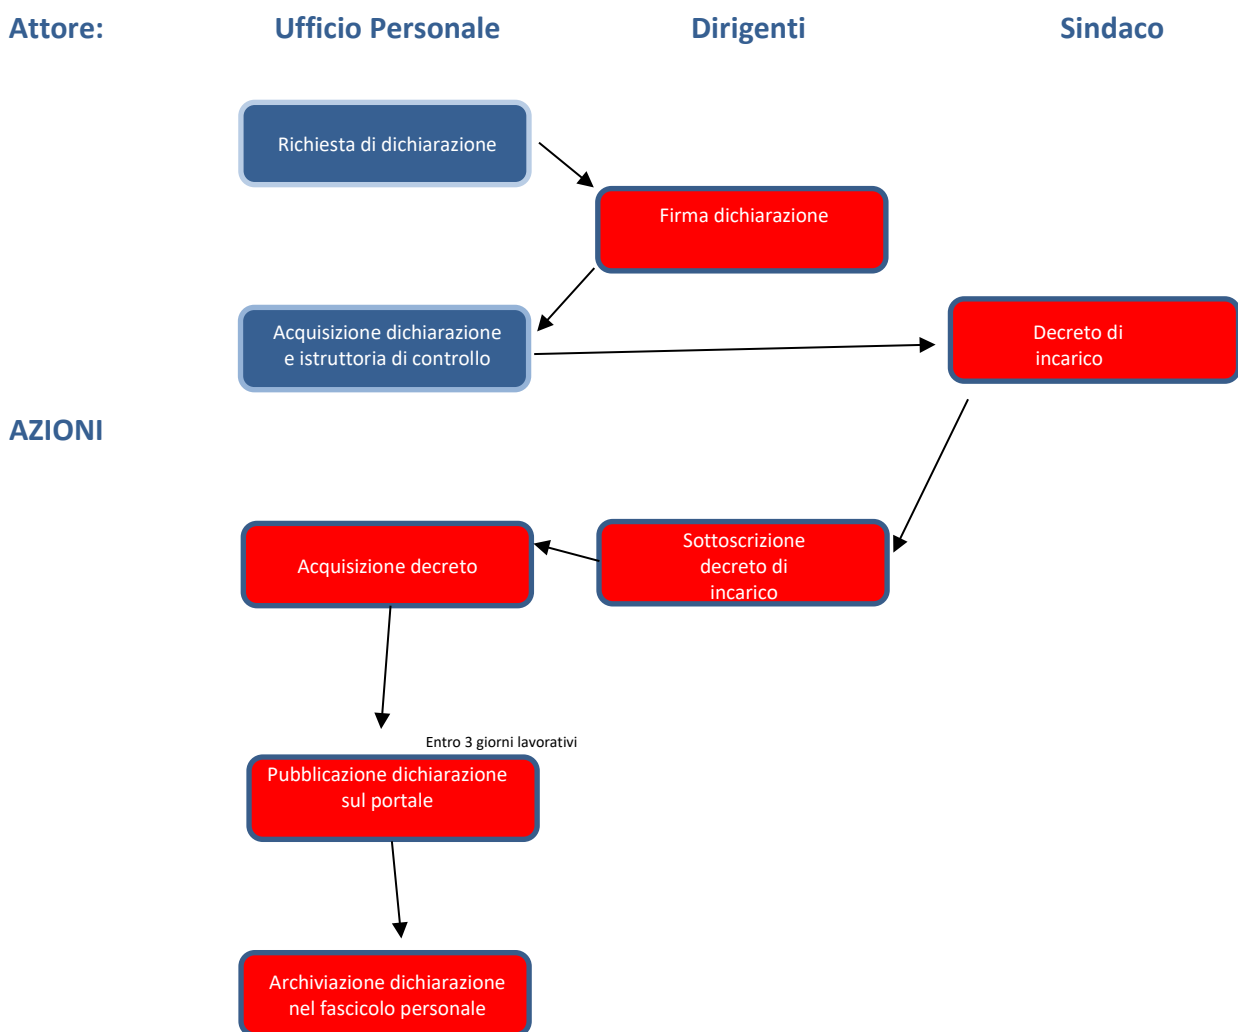 Attore: Ufficio Personale Dirigenti Sindaco
Richiesta di dichiarazione
Firma dichiarazione
Acquisizione dichiarazione
e istruttoria di controllo
Decreto di
incarico
AZIONI
Sottoscrizione
decreto di
incarico
Acquisizione decreto
Entro 3 giorni lavorativi
Pubblicazione dichiarazione
sul portale
Archiviazione dichiarazione
nel fascicolo personale